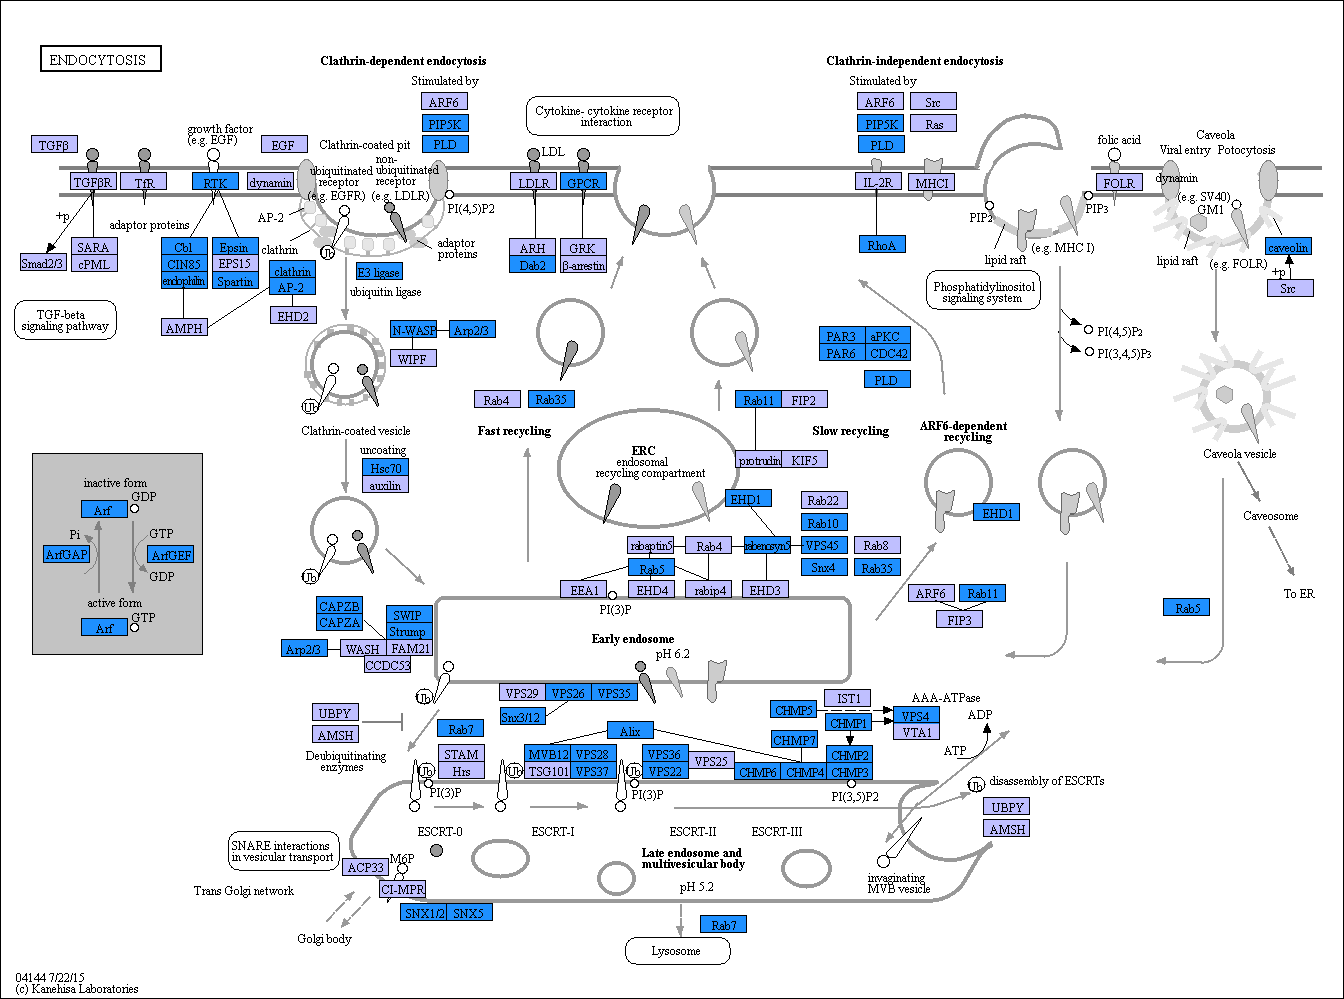 ENDOCYTOSIS
Clathrin-dependent endocytosis
Stimulated by
ARF6
PIP5K
PLD
Cytokine- cytokine receptor
interaction
Clathrin-independent endocytosis
Stimulated by
ARF6
Src
PIP5K
Ras
PLD
TGFβ
growth factor
(e.g. EGF)
EGF
Clathrin-coated pit
non-
ubiquitinated
receptor
(e.g. LDLR)
ubiquitinated
receptor
(e.g. EGFR)
LDL
folic acid
Caveola
Viral entry
Potocytosis
TGFβR
TfR
RTK
dynamin
LDLR
GPCR
IL-2R
MHCI
FOLR
dynamin
(e.g. SV40)
GM1
PI(4,5)P2
PIP2
PIP3
+p
adaptor proteins
AP-2
clathrin
Ub
adaptor
proteins
SARA
cPML
Smad2/3
Cbl
CIN85
endophilin
Epsin
EPS15
Spartin
AMPH
clathrin
AP-2
EHD2
E3 ligase
ubiquitin ligase
ARH
Dab2
GRK
β-arrestin
RhoA
lipid raft
(e.g. MHC I)
lipid raft
(e.g. FOLR)
caveolin
+p
Src
TGF-beta
signaling pathway
Phosphatidylinositol
signaling system
PI(4,5)P2
PI(3,4,5)P3
N-WASP
Arp2/3
WIPF
PAR3
aPKC
PAR6
CDC42
PLD
Ub
Clathrin-coated vesicle
uncoating
Hsc70
auxilin
Rab4
Rab35
Fast recycling
Rab11
FIP2
Slow recycling
protrudin
KIF5
ERC
endosomal
recycling compartment
ARF6-dependent
recycling
EHD1
Caveola vesicle
Caveosome
To ER
inactive form
GDP
Arf
Pi
GTP
ArfGAP
ArfGEF
GDP
active form
Arf
GTP
EHD1
Rab22
Rab10
rabaptin5
Rab4
rabenosyn5
VPS45
Rab8
Rab5
Snx4
Rab35
EEA1
EHD4
rabip4
EHD3
PI(3)P
Ub
ARF6
Rab11
FIP3
Rab5
CAPZB
CAPZA
SWIP
Strump
Arp2/3
WASH
FAM21
CCDC53
Early endosome
pH 6.2
Ub
VPS29
VPS26
VPS35
Snx3/12
UBPY
AMSH
Deubiquitinating
enzymes
Rab7
STAM
Hrs
Ub
PI(3)P
Alix
MVB12
VPS28
TSG101
VPS37
Ub
VPS36
VPS22
VPS25
Ub
PI(3)P
IST1
CHMP5
CHMP1
CHMP7
CHMP2
CHMP6
CHMP4
CHMP3
PI(3,5)P2
AAA-ATPase
VPS4
VTA1
ADP
ATP
Ub
disassembly of ESCRTs
UBPY
AMSH
ESCRT-0
ESCRT-I
ESCRT-II
ESCRT-III
Late endosome and
multivesicular body
pH 5.2
invaginating
MVB vesicle
SNARE interactions
in vesicular transport
ACP33
M6P
CI-MPR
SNX1/2
SNX5
Trans Golgi network
Golgi body
Rab7
Lysosome
04144 7/22/15
(c) Kanehisa Laboratories